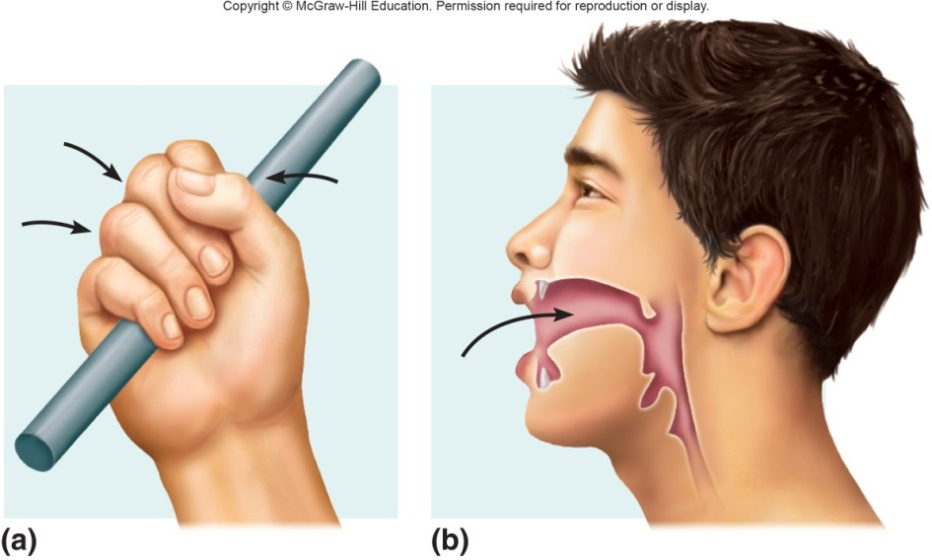 Copyright © McGraw-Hill Education. Permission required for reproduction or display.
(a)
(b)